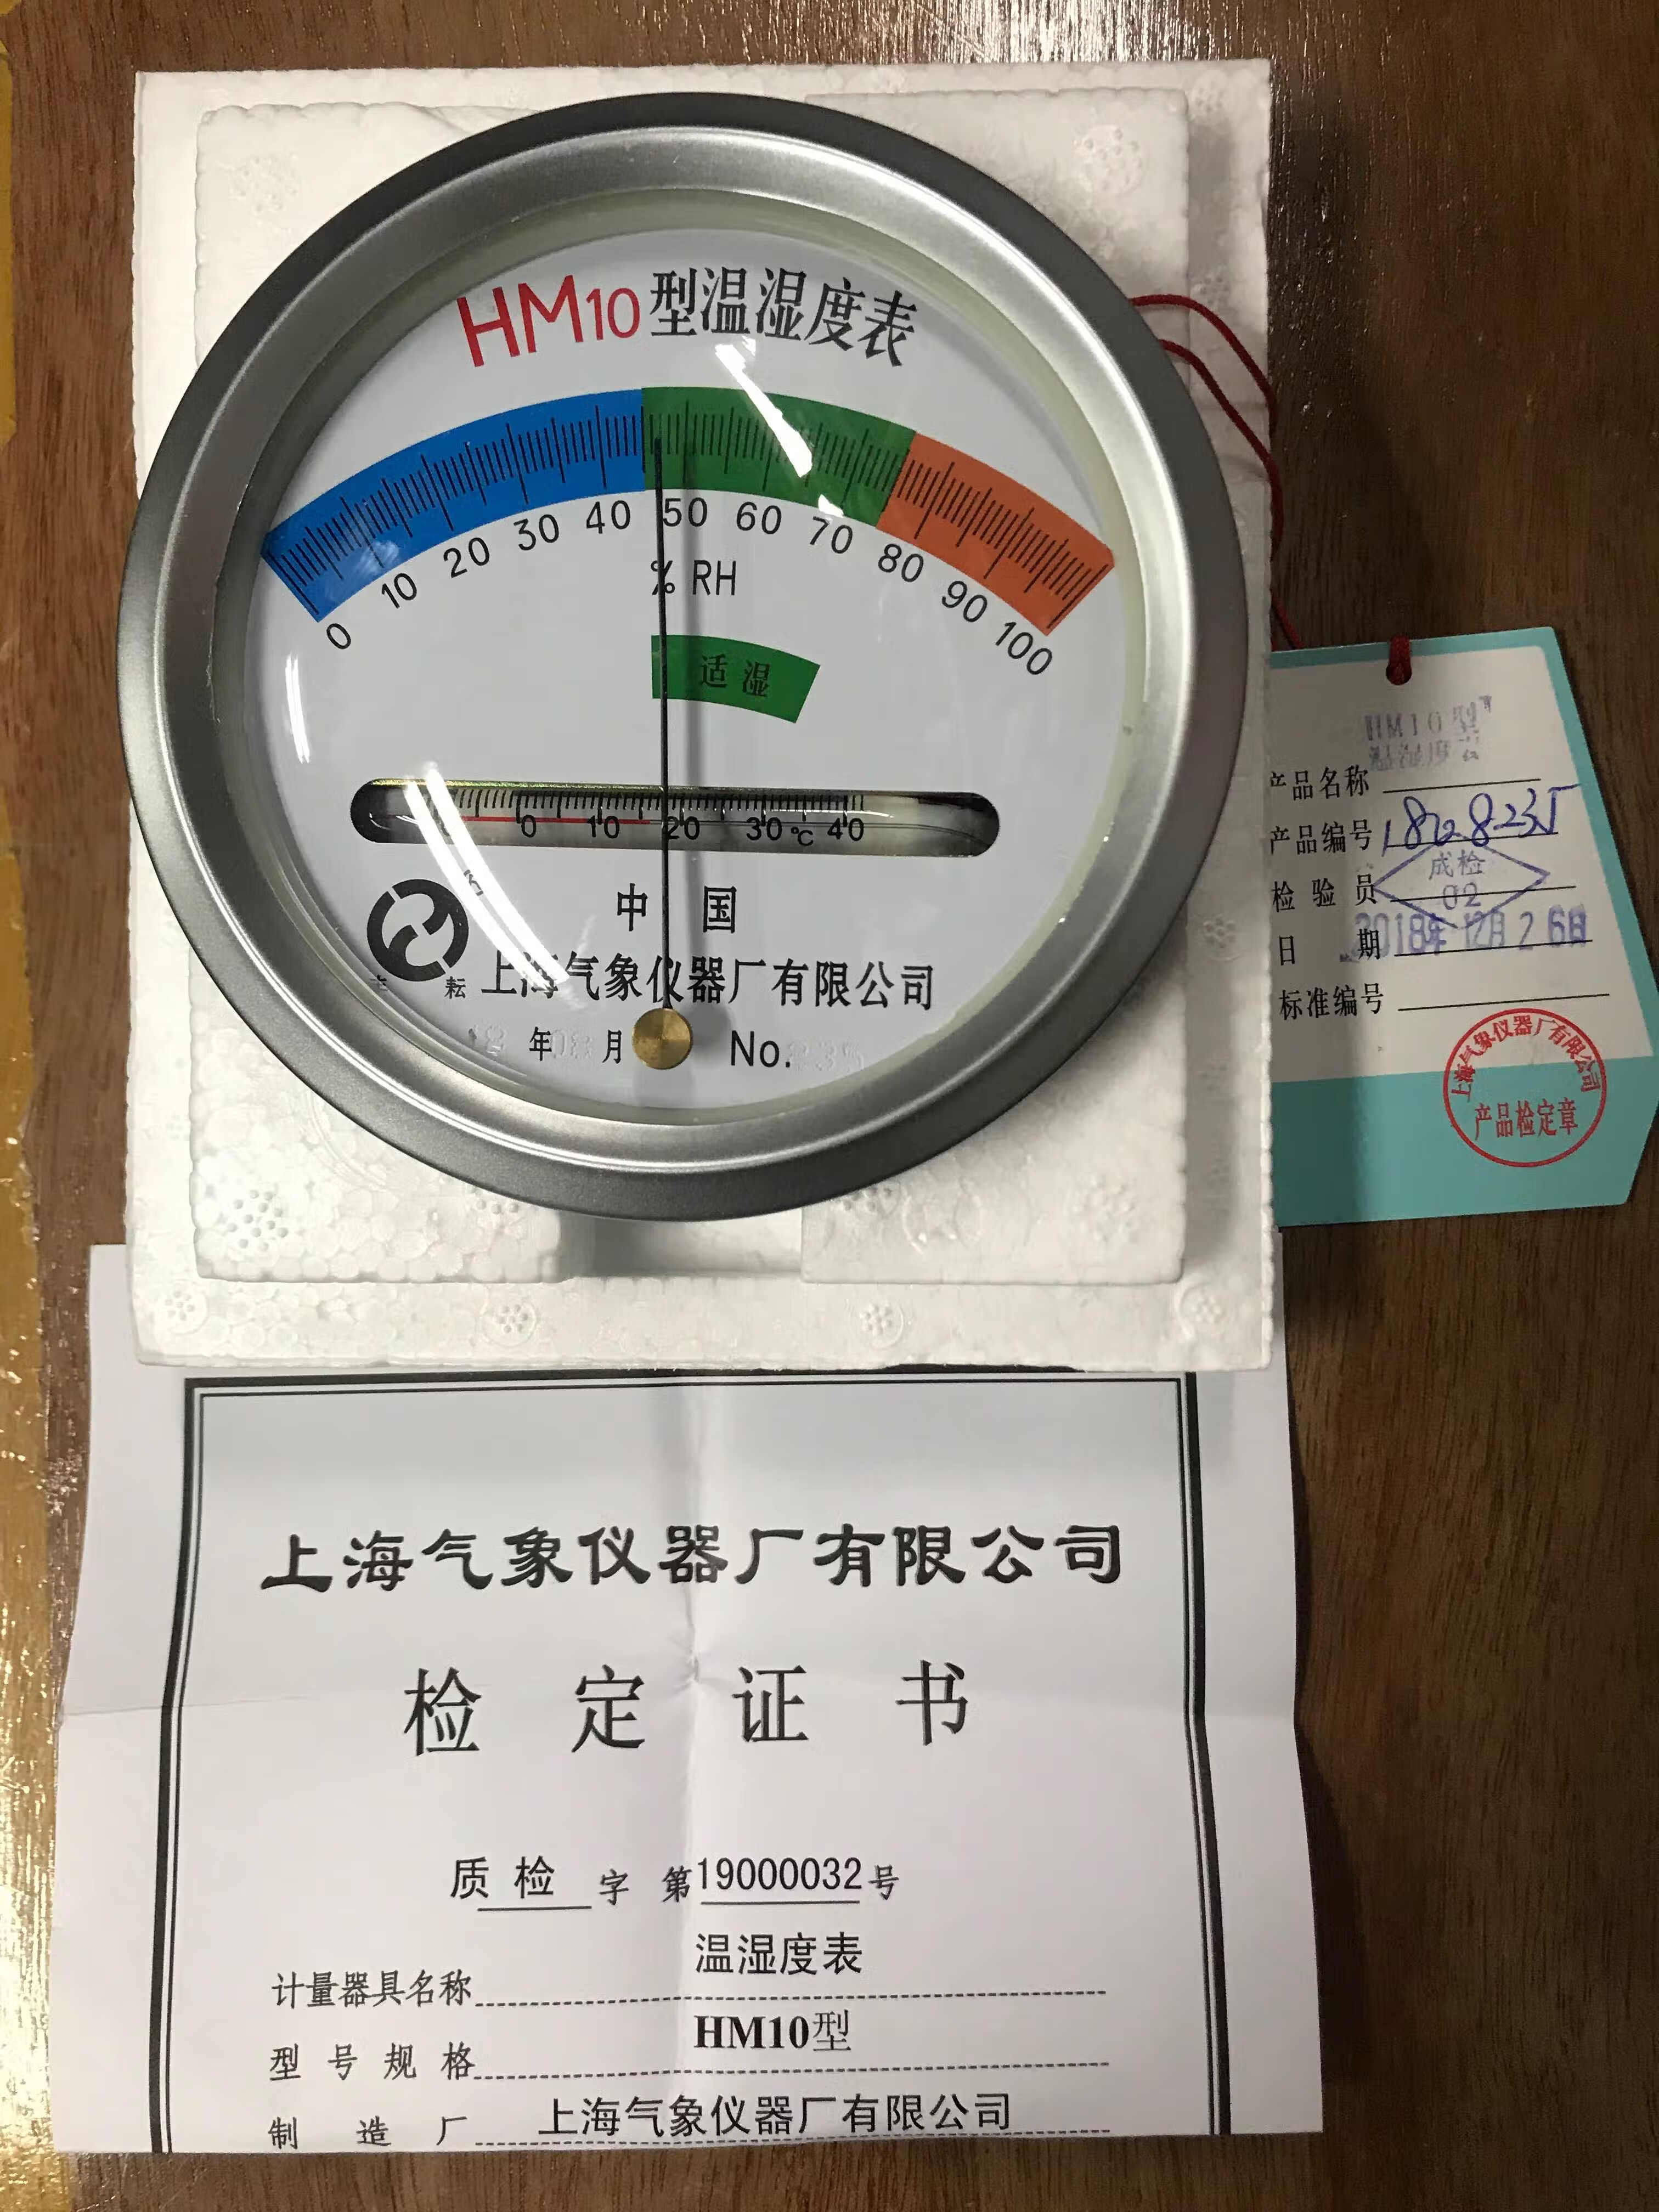 HM10型温湿度表
0 10 20 30 40 50 60 70 80 90 100
% RH
适湿
0 10 20 30 ℃ 40
中国
上海气象仪器厂有限公司
年 月 No.
HM10型
产品名称
产品编号
成检
检验员 02
日期 2018年12月26日
标准编号
上海气象仪器厂有限公司
产品检定章
上海气象仪器厂有限公司
检定证书
质检字第19000032号
计量器具名称 温湿度表
型号规格 HM10型
制造厂 上海气象仪器厂有限公司